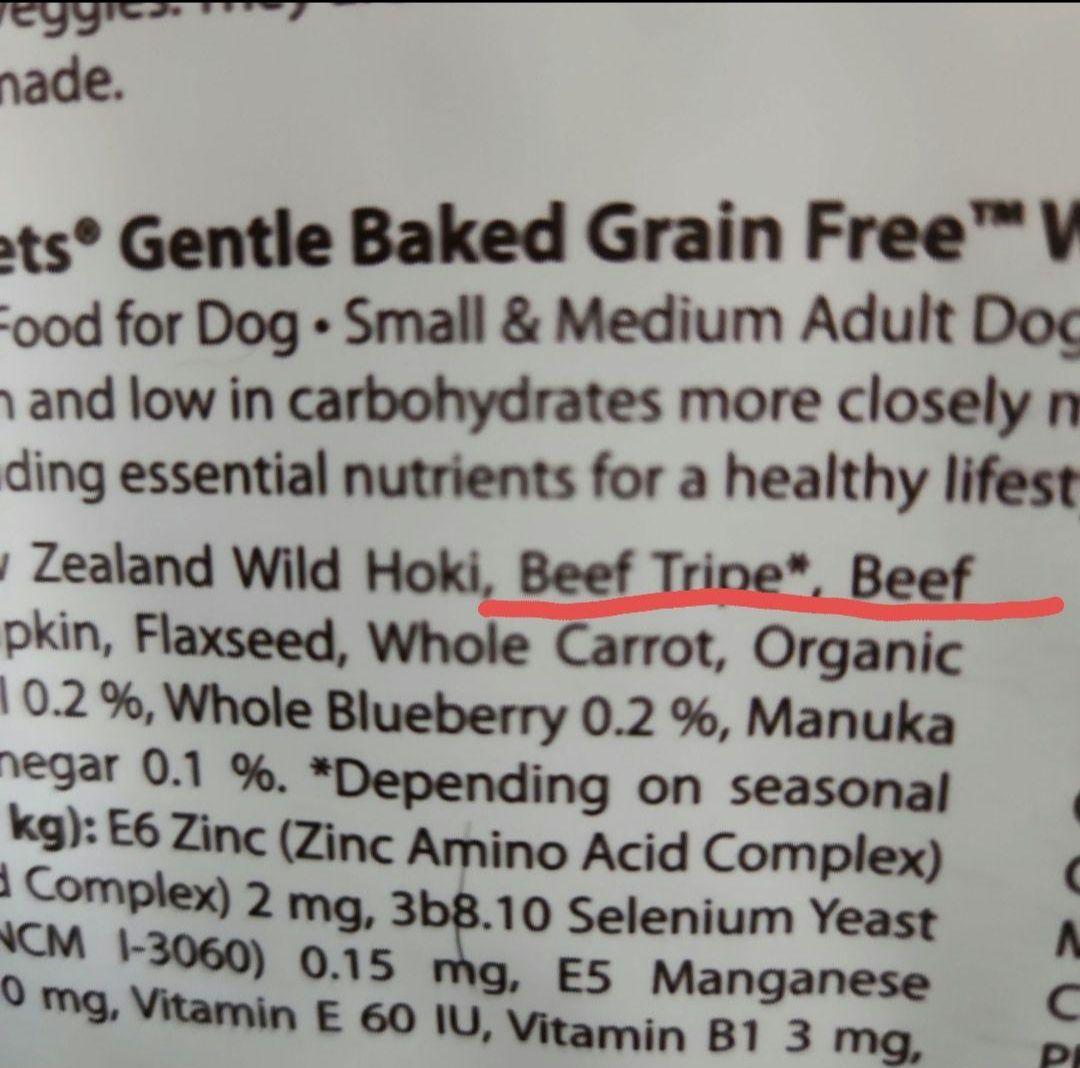 veggies. They
made.
ets® Gentle Baked Grain Free™ W
Food for Dog • Small & Medium Adult Dog
n and low in carbohydrates more closely n
ding essential nutrients for a healthy lifest
Zealand Wild Hoki, Beef Tripe*, Beef
pkin, Flaxseed, Whole Carrot, Organic
l 0.2 %, Whole Blueberry 0.2 %, Manuka
negar 0.1 %. *Depending on seasonal
kg): E6 Zinc (Zinc Amino Acid Complex)
d Complex) 2 mg, 3b8.10 Selenium Yeast
NCM I-3060) 0.15 mg, E5 Manganese
0 mg, Vitamin E 60 IU, Vitamin B1 3 mg,